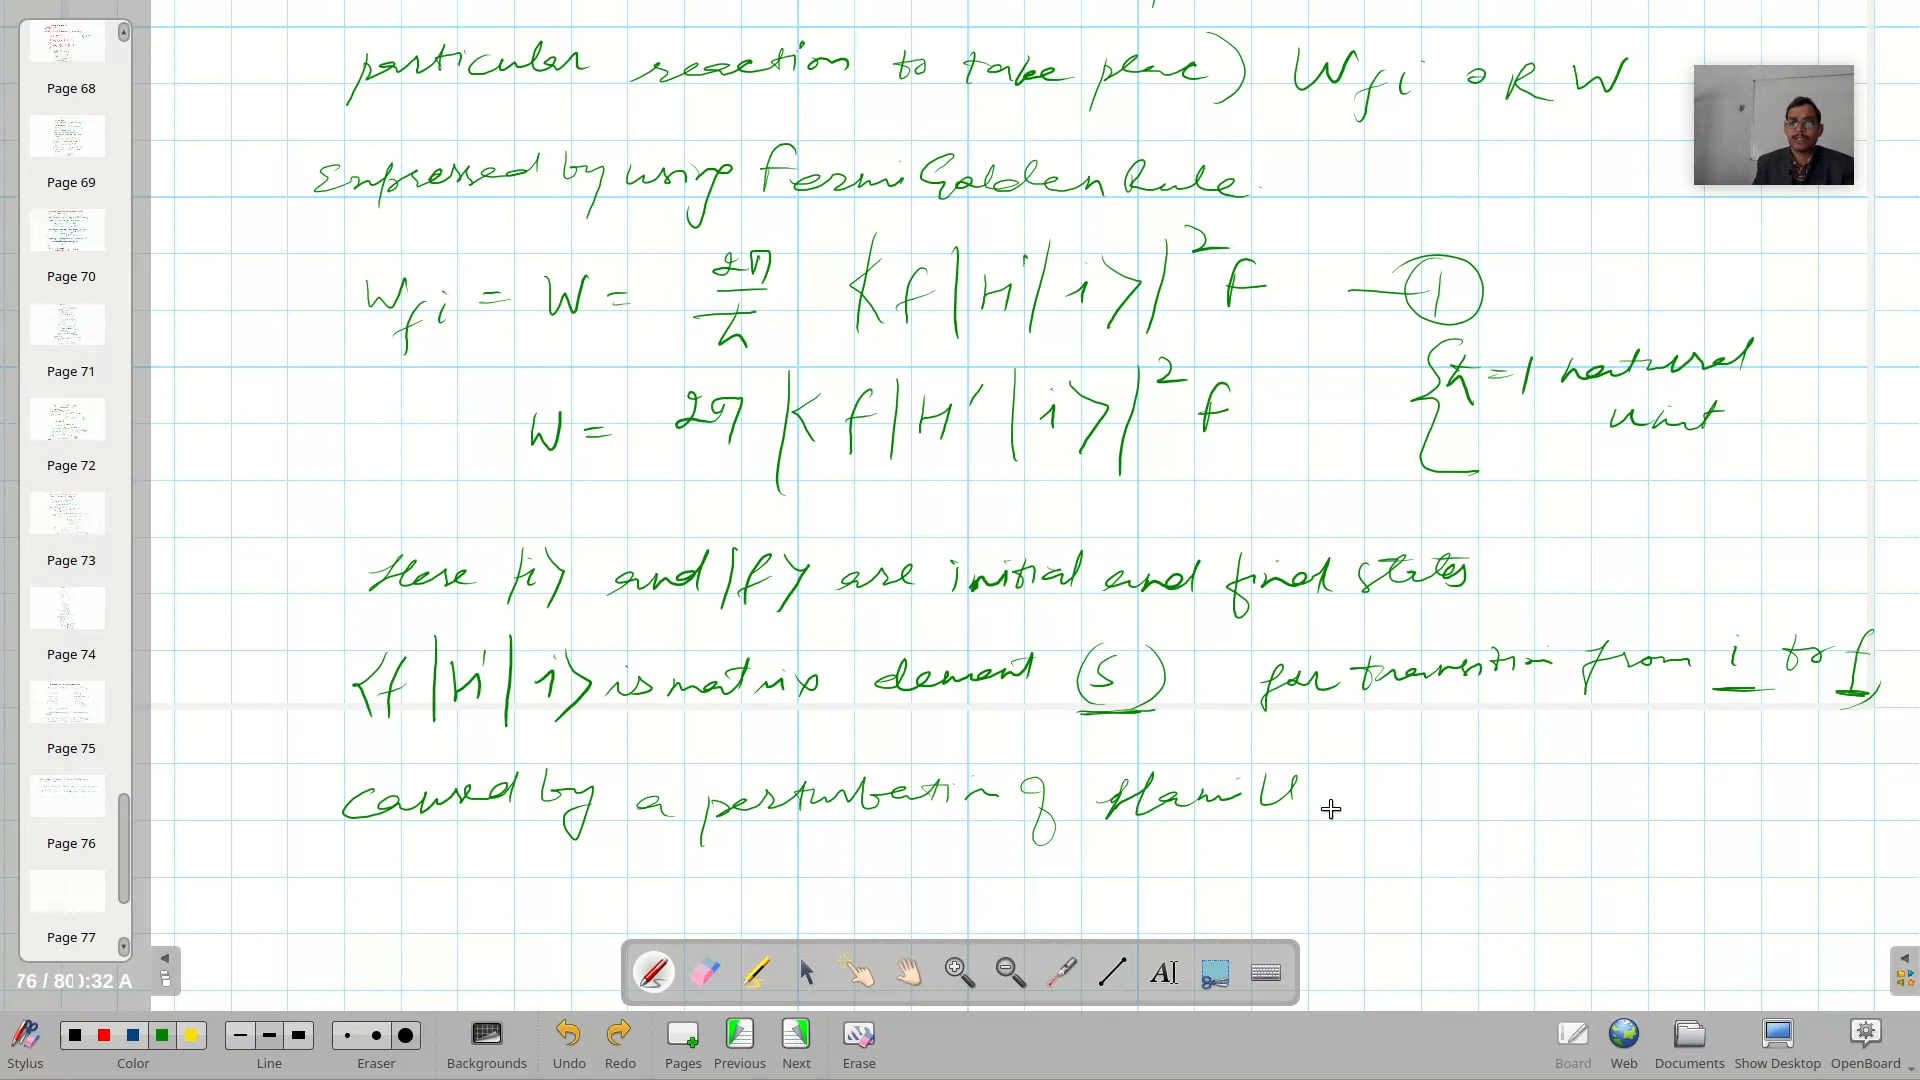 particular reaction to take place) W_fi OR W
Expressed by using Fermi Golden Rule.
W_fi = W = 2π/ħ |<f|H'|i>|² F —①
W = 2π |<f|H'|i>|² F {ħ = 1 natural
unit
Here |i> and |f> are initial and final states
<f|H'|i> is matrix element (S) for transition from i to f
caused by a perturbation of Hamil
Page 68
Page 69
Page 70
Page 71
Page 72
Page 73
Page 74
Page 75
Page 76
Page 77
76 / 80
0:32 A
Stylus
Color
Line
Eraser
Backgrounds
Undo
Redo
Pages
Previous
Next
Erase
Board
Web
Documents
Show Desktop
OpenBoard